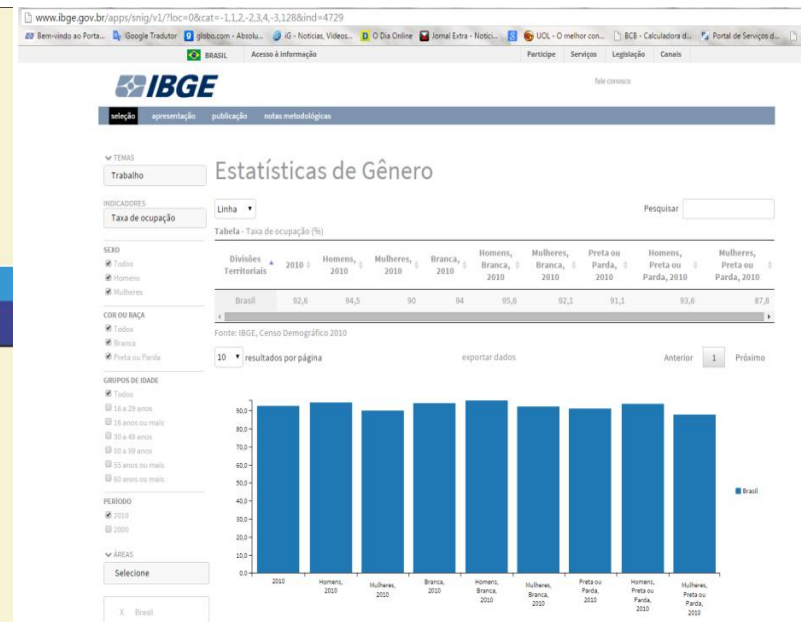 www.ibge.gov.br/apps/snig/v1/?loc=0&cat=-1,1,2,-2,3,4,-3,128&ind=4729
Bem-vindo ao Porta... Google Tradutor globo.com - Absolu... iG - Notícias, Vídeos... O Dia Online Jornal Extra - Notíci... UOL - O melhor con... BCB - Calculadora d... Portal de Serviços d...
BRASIL Acesso à informação Participe Serviços Legislação Canais
IBGE
fale conosco
seleção apresentação publicação notas metodológicas
TEMAS
Trabalho
INDICADORES
Taxa de ocupação
SEXO
Todos
Homens
Mulheres
COR OU RAÇA
Todos
Branca
Preta ou Parda
GRUPOS DE IDADE
Todos
16 a 29 anos
16 anos ou mais
30 a 49 anos
50 a 59 anos
55 anos ou mais
60 anos ou mais
PERÍODO
2010
2000
ÁREAS
Selecione
X Brasil
Estatísticas de Gênero
Linha Pesquisar
Tabela - Taxa de ocupação (%)
Divisões Territoriais 2010 Homens, 2010 Mulheres, 2010 Branca, 2010 Homens, Branca, 2010 Mulheres, Branca, 2010 Preta ou Parda, 2010 Homens, Preta ou Parda, 2010 Mulheres, Preta ou Parda, 2010
Brasil 92,6 94,5 90 94 95,6 92,1 91,1 93,6 87,8
Fonte: IBGE, Censo Demográfico 2010
10 resultados por página exportar dados Anterior 1 Próximo
90,0
80,0
70,0
60,0
50,0
40,0
30,0
20,0
10,0
0,0
Brasil
2010 Homens, 2010 Mulheres, 2010 Branca, 2010 Homens, Branca, 2010 Mulheres, Branca, 2010 Preta ou Parda, 2010 Homens, Preta ou Parda, 2010 Mulheres, Preta ou Parda, 2010